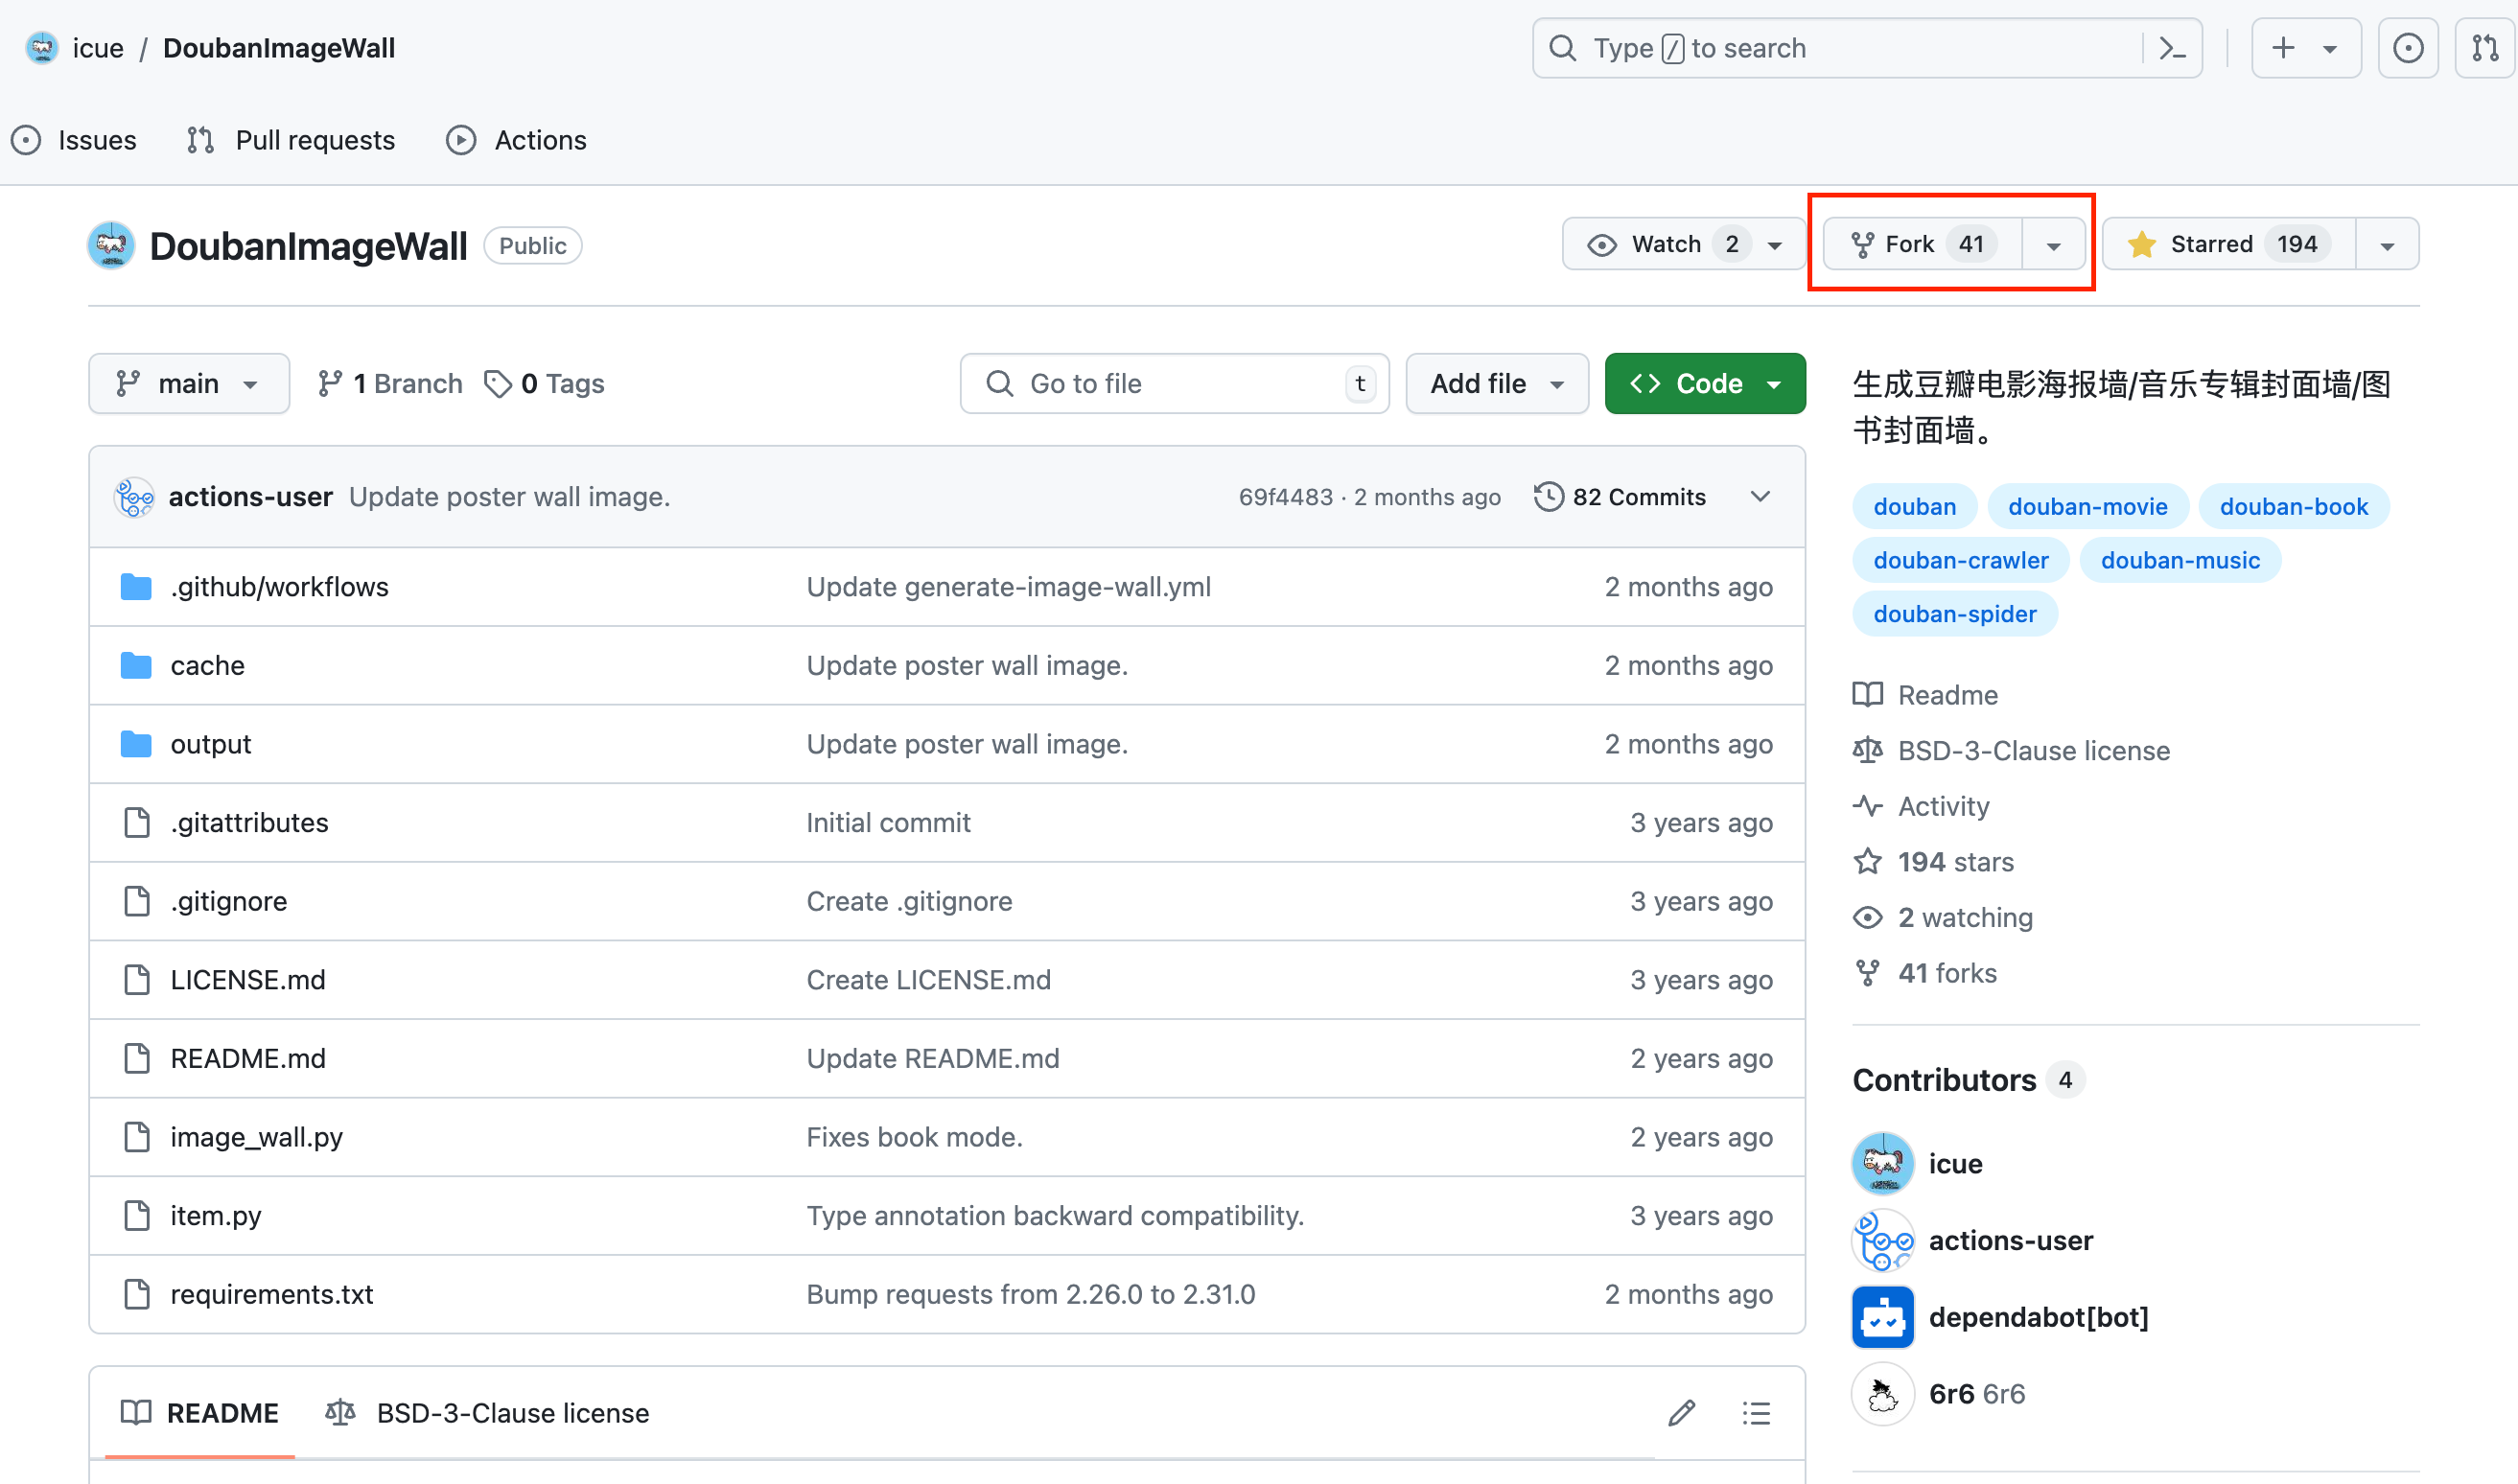 icue / DoubanImageWall
Type / to search
Issues Pull requests Actions
DoubanImageWall Public
Watch 2 Fork 41 Starred 194
main 1 Branch 0 Tags Go to file t Add file Code
actions-user Update poster wall image. 69f4483 · 2 months ago 82 Commits
.github/workflows Update generate-image-wall.yml 2 months ago
cache Update poster wall image. 2 months ago
output Update poster wall image. 2 months ago
.gitattributes Initial commit 3 years ago
.gitignore Create .gitignore 3 years ago
LICENSE.md Create LICENSE.md 3 years ago
README.md Update README.md 2 years ago
image_wall.py Fixes book mode. 2 years ago
item.py Type annotation backward compatibility. 3 years ago
requirements.txt Bump requests from 2.26.0 to 2.31.0 2 months ago
README BSD-3-Clause license
生成豆瓣电影海报墙/音乐专辑封面墙/图
书封面墙。
douban douban-movie douban-book
douban-crawler douban-music
douban-spider
Readme
BSD-3-Clause license
Activity
194 stars
2 watching
41 forks
Contributors 4
icue
actions-user
dependabot[bot]
6r6 6r6